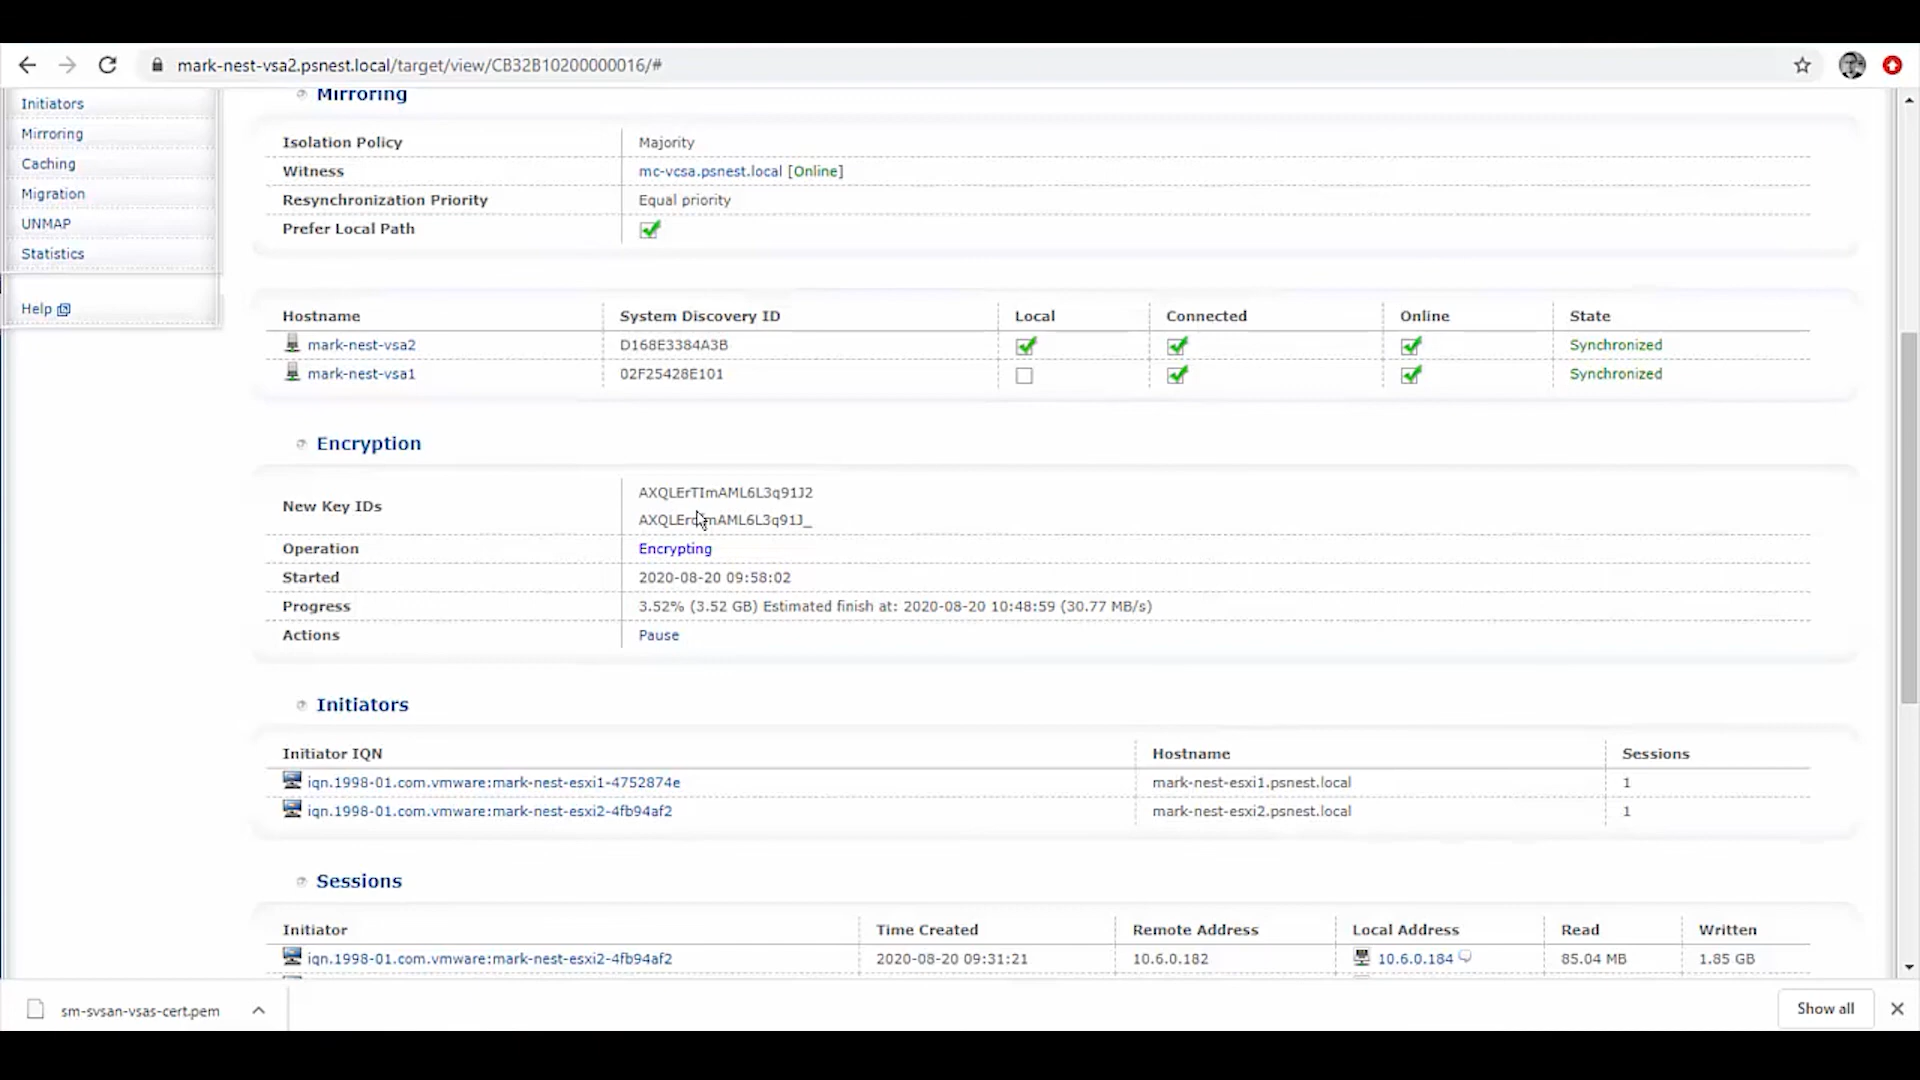 mark-nest-vsa2.psnest.local/target/view/CB32B10200000016/#
Initiators
Mirroring
Caching
Migration
UNMAP
Statistics
Help
Mirroring
Isolation Policy Majority
Witness mc-vcsa.psnest.local [Online]
Resynchronization Priority Equal priority
Prefer Local Path
Hostname System Discovery ID Local Connected Online State
mark-nest-vsa2 D168E3384A3B Synchronized
mark-nest-vsa1 02F25428E101 Synchronized
Encryption
New Key IDs
AXQLErTImAML6L3q91J2
Operation Encrypting
Started 2020-08-20 09:58:02
Progress 3.52% (3.52 GB) Estimated finish at: 2020-08-20 10:48:59 (30.77 MB/s)
Actions Pause
Initiators
Initiator IQN Hostname Sessions
iqn.1998-01.com.vmware:mark-nest-esxi1-4752874e mark-nest-esxi1.psnest.local 1
iqn.1998-01.com.vmware:mark-nest-esxi2-4fb94af2 mark-nest-esxi2.psnest.local 1
Sessions
Initiator Time Created Remote Address Local Address Read Written
iqn.1998-01.com.vmware:mark-nest-esxi2-4fb94af2 2020-08-20 09:31:21 10.6.0.182 10.6.0.184 85.04 MB 1.85 GB
sm-svsan-vsas-cert.pem
Show all